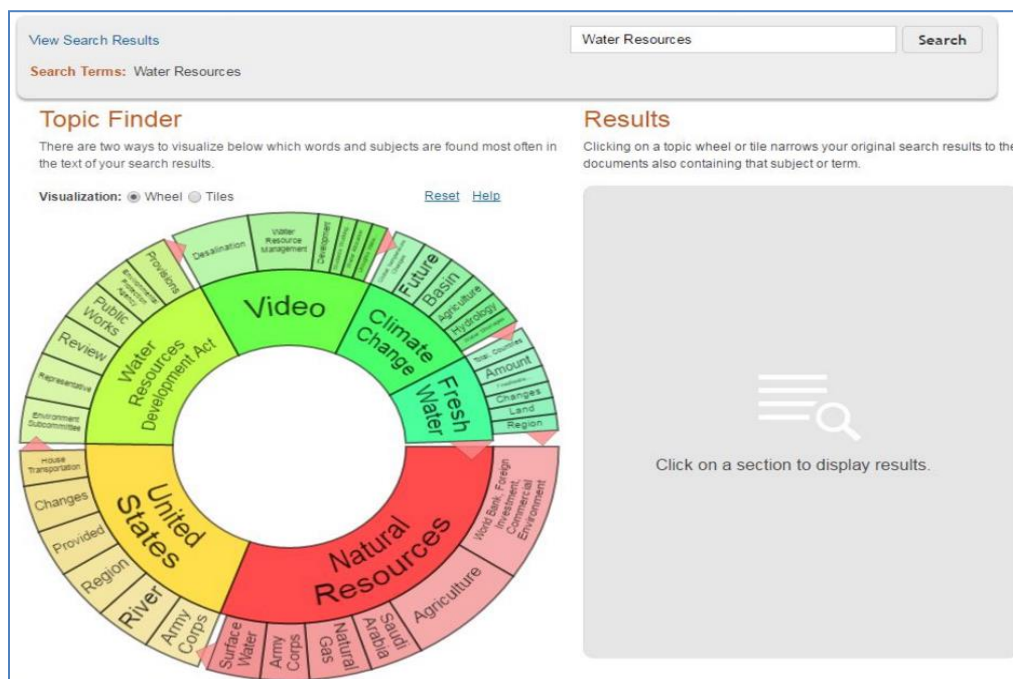 View Search Results
Water Resources
Search
Search Terms: Water Resources
Topic Finder
There are two ways to visualize below which words and subjects are found most often in
the text of your search results.
Visualization: Wheel Tiles
Reset Help
Results
Clicking on a topic wheel or tile narrows your original search results to the
documents also containing that subject or term.
Click on a section to display results.
Video
Desalination
Water
Resource
Management
Development
Climate
Change
Future
Basin
Agriculture
Hydrology
Fresh
Water
Total, Countries
Amount
Changes
Land
Region
Natural
Resources
World Bank, Foreign
Investment,
Commercial
Environment
Agriculture
Saudi
Arabia
Natural
Gas
Army
Corps
Surface
Water
United
States
Army
Corps
River
Region
Provided
Changes
House
Transportation
Water
Resources
Development Act
Environment
Subcommittee
Representative
Review
Public
Works
Environmental
Protection
Agency
Provisions